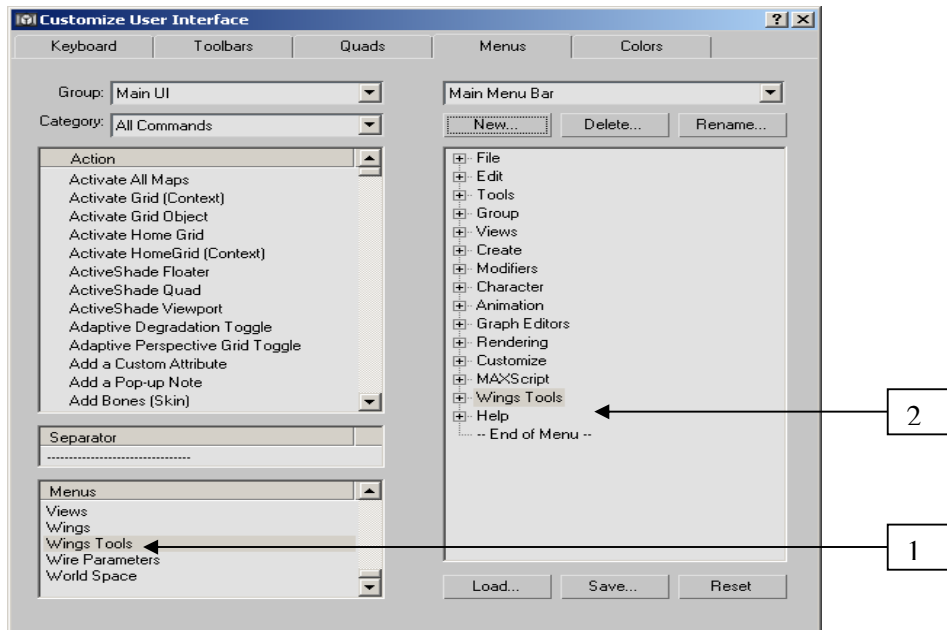 Customize User Interface
Keyboard Toolbars Quads Menus Colors
Group: Main UI
Category: All Commands
Action
Activate All Maps
Activate Grid (Context)
Activate Grid Object
Activate Home Grid
Activate HomeGrid (Context)
ActiveShade Floater
ActiveShade Quad
ActiveShade Viewport
Adaptive Degradation Toggle
Adaptive Perspective Grid Toggle
Add a Custom Attribute
Add a Pop-up Note
Add Bones (Skin)
Separator
--------------------------------
Menus
Views
Wings
Wings Tools
Wire Parameters
World Space
Main Menu Bar
New... Delete... Rename...
File
Edit
Tools
Group
Views
Create
Modifiers
Character
Animation
Graph Editors
Rendering
Customize
MAXScript
Wings Tools
Help
-- End of Menu --
Load... Save... Reset
2
1